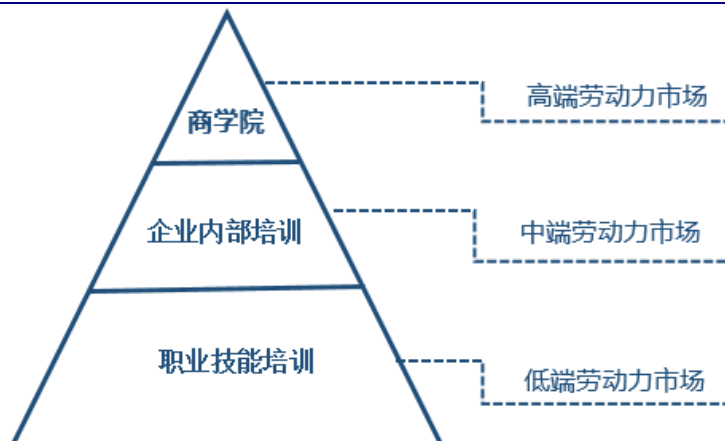 高端劳动力市场
商学院
企业内部培训
中端劳动力市场
职业技能培训
低端劳动力市场